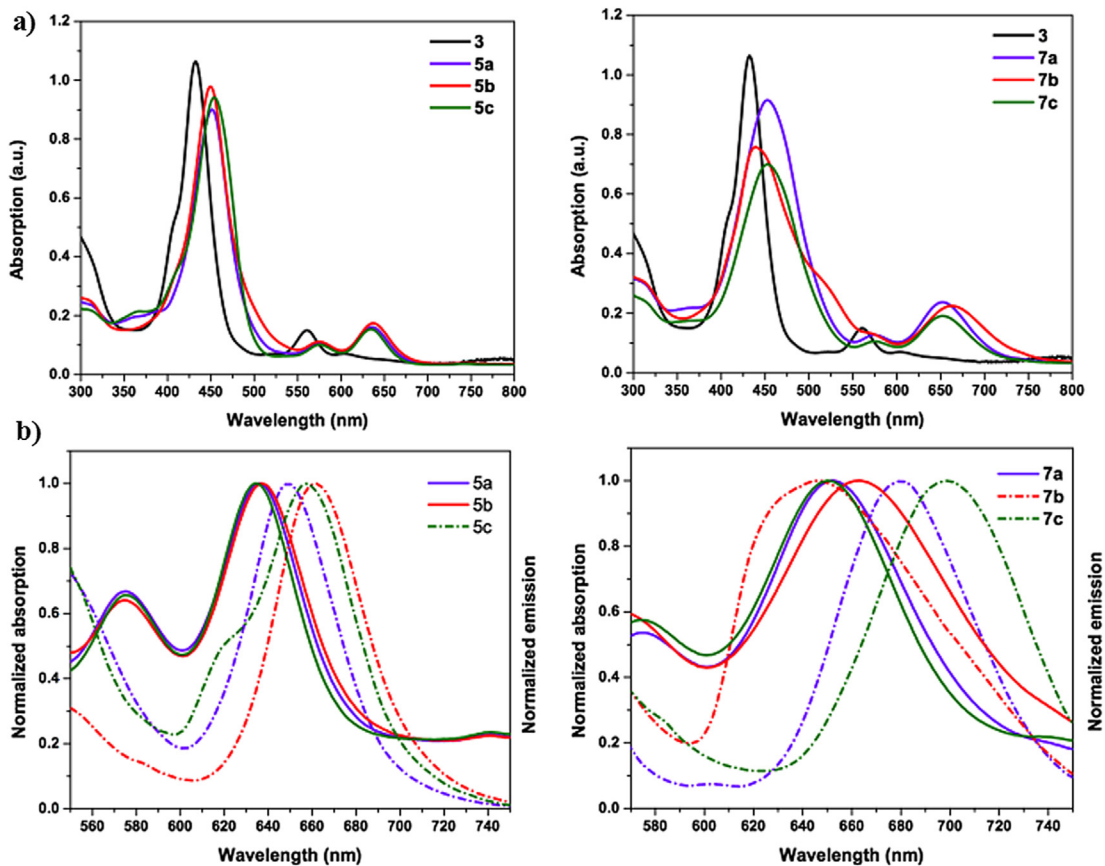 a)
1.2
1.0
0.8
0.6
0.4
0.2
0.0
Absorption (a.u.)
3
5a
5b
5c
300 350 400 450 500 550 600 650 700 750 800
Wavelength (nm)
1.2
1.0
0.8
0.6
0.4
0.2
0.0
Absorption (a.u.)
3
7a
7b
7c
300 350 400 450 500 550 600 650 700 750 800
Wavelength (nm)
b)
1.0
0.8
0.6
0.4
0.2
0.0
Normalized absorption
5a
5b
5c
Normalized emission
560 580 600 620 640 660 680 700 720 740
Wavelength (nm)
1.0
0.8
0.6
0.4
0.2
0.0
Normalized absorption
7a
7b
7c
Normalized emission
580 600 620 640 660 680 700 720 740
Wavelength (nm)